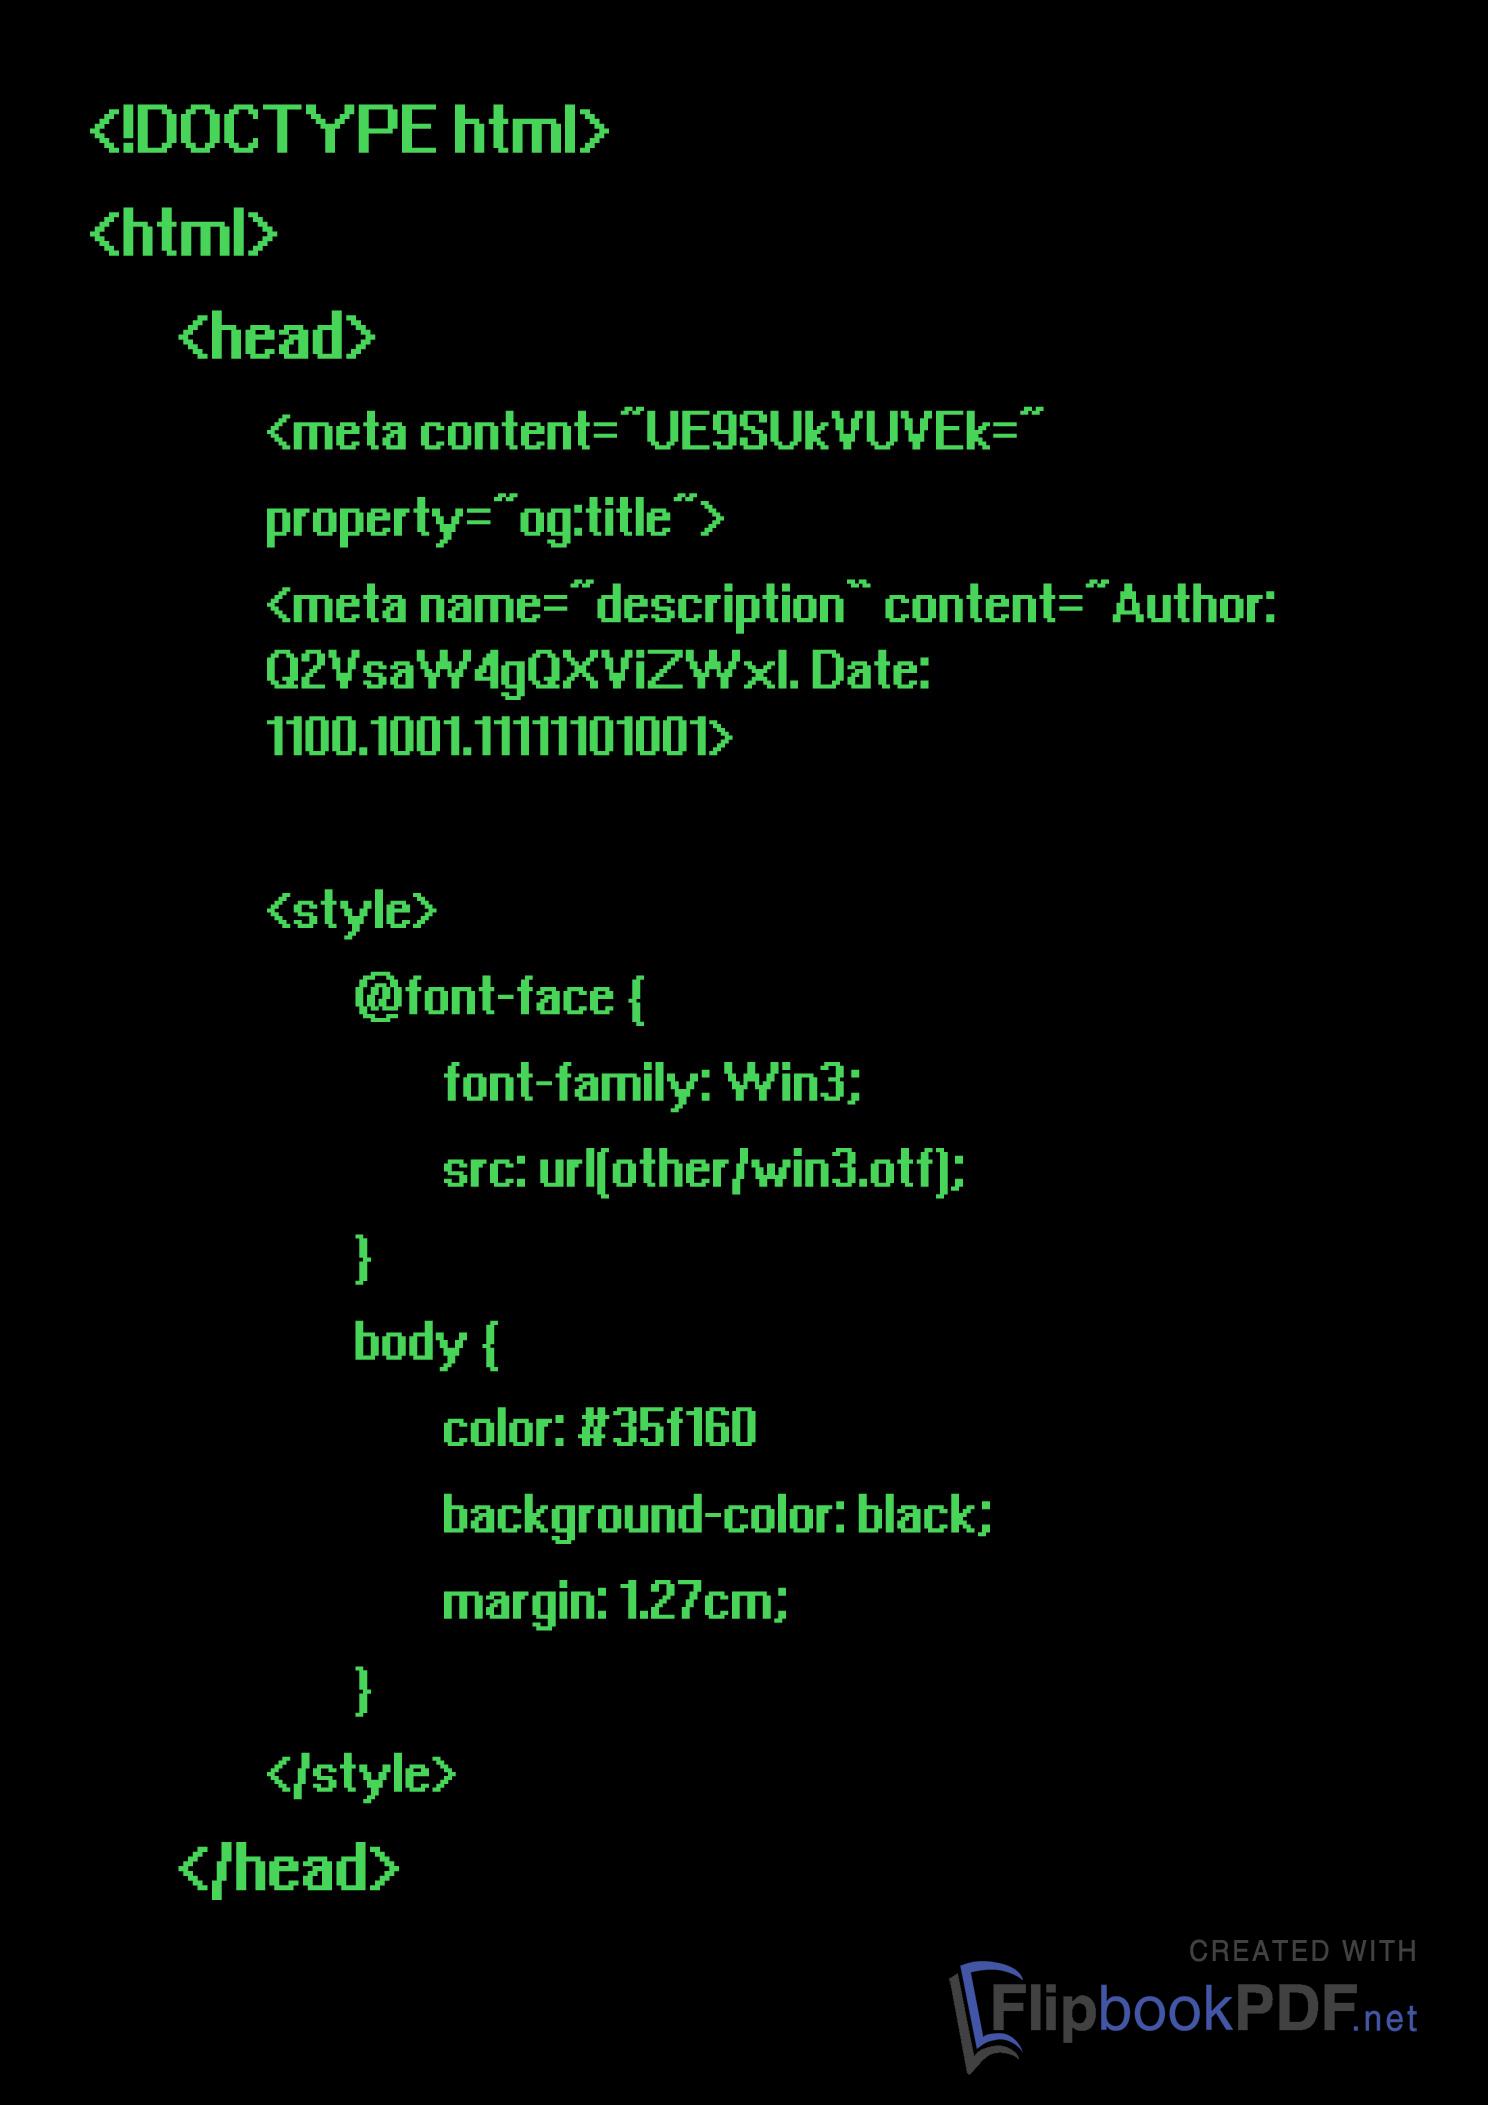 <!DOCTYPE html>
<html>
<head>
<meta content=˝UE9SUkVUVEk=˝
property=˝og:title˝>
<meta name=˝description˝ content=˝Author:
Q2VsaW4gQXViZWxl. Date:
1100.1001.11111101001>
<style>
@font-face {
font-family: Win3;
src: url(other/win3.otf);
}
body {
color: #35f160
background-color: black;
margin: 1.27cm;
}
</style>
</head>
CREATED WITH
FlipbookPDF.net